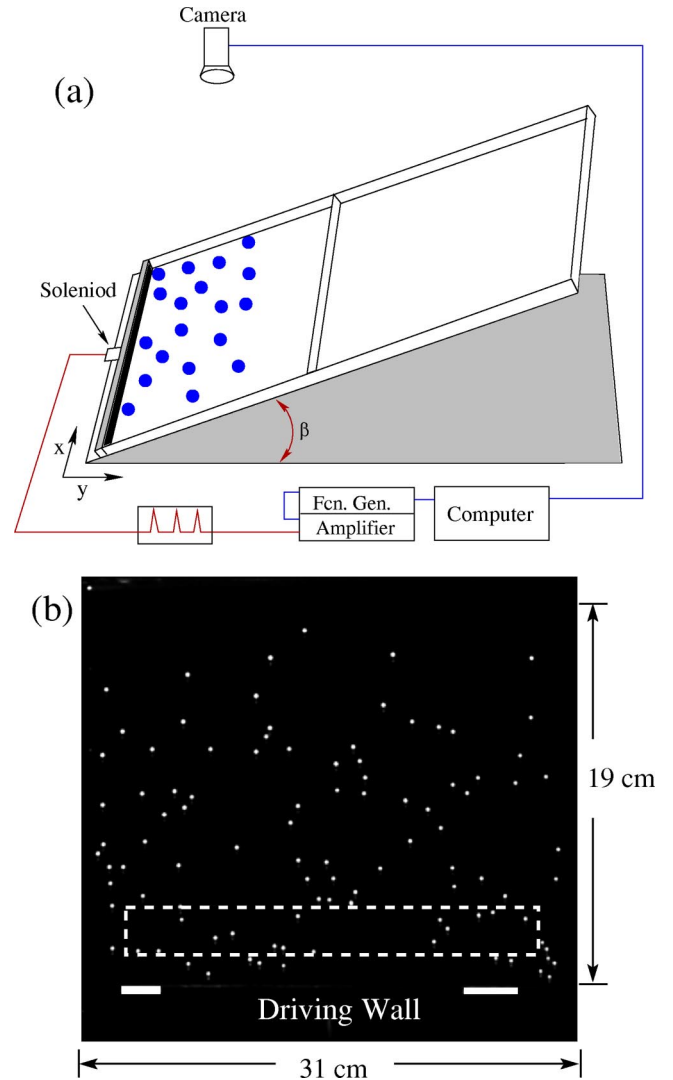 Camera
(a)
Soleniod
x
y
β
Fcn. Gen.
Amplifier
Computer
(b)
19 cm
Driving Wall
31 cm